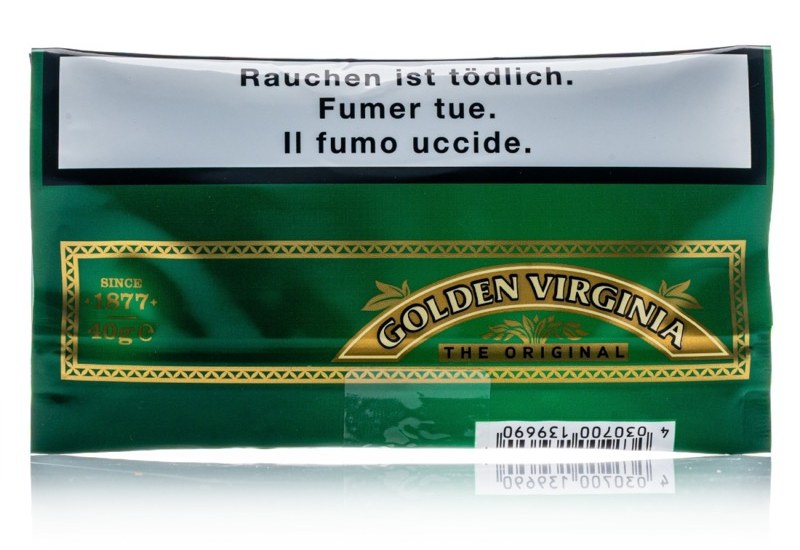 Rauchen ist tödlich.
Fumer tue.
Il fumo uccide.
SINCE
1877
40g e
GOLDEN VIRGINIA
THE ORIGINAL
4 030700 139690